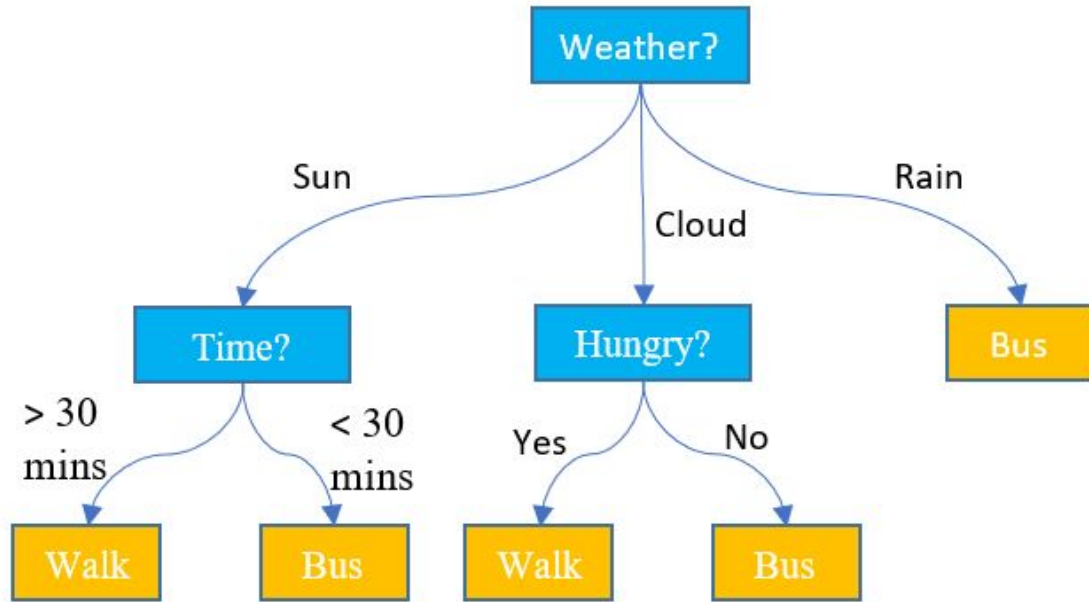 Weather?
Sun
Cloud
Rain
Time?
Hungry?
Bus
> 30
mins
< 30
mins
Yes
No
Walk
Bus
Walk
Bus